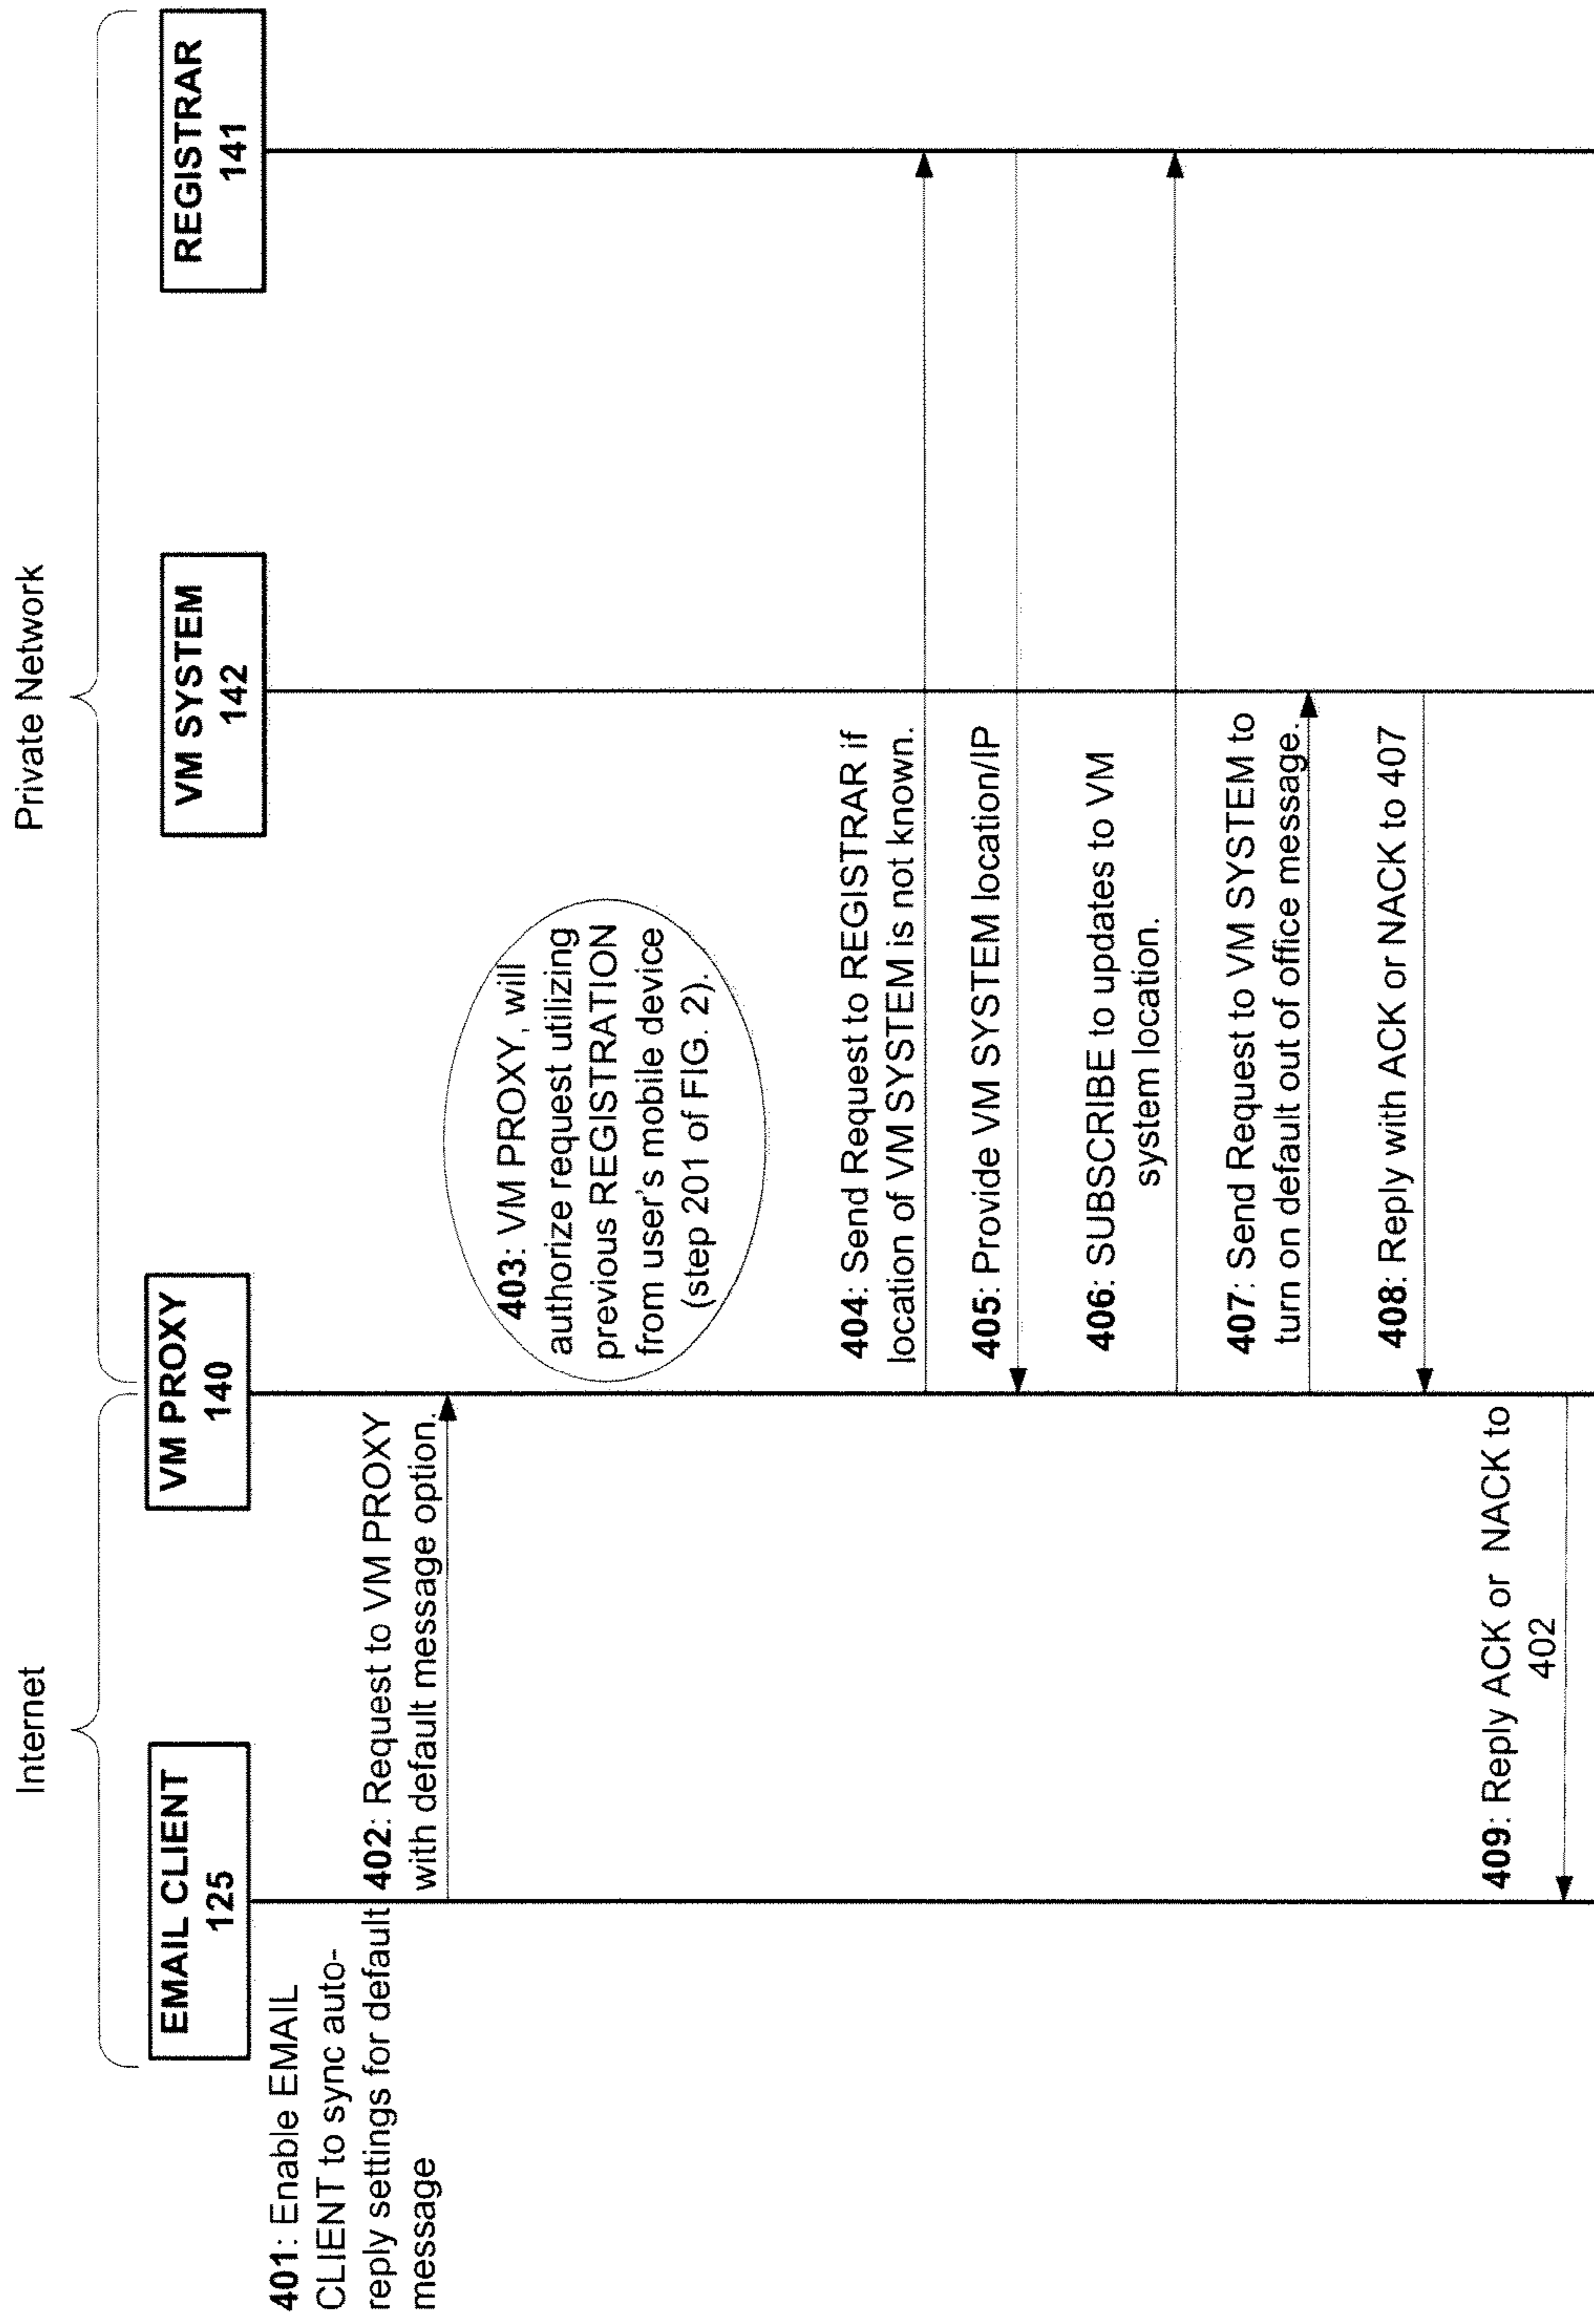 Internet
Private Network
EMAIL CLIENT
125
VM PROXY
140
VM SYSTEM
142
REGISTRAR
141
401: Enable EMAIL
CLIENT to sync auto-
reply settings for default
message
402: Request to VM PROXY
with default message option.
403: VM PROXY, will
authorize request utilizing
previous REGISTRATION
from user's mobile device
(step 201 of FIG. 2).
404: Send Request to REGISTRAR if
location of VM SYSTEM is not known.
405: Provide VM SYSTEM location/IP
406: SUBSCRIBE to updates to VM
system location.
407: Send Request to VM SYSTEM to
turn on default out of office message.
408: Reply with ACK or NACK to 407
409: Reply ACK or NACK to
402